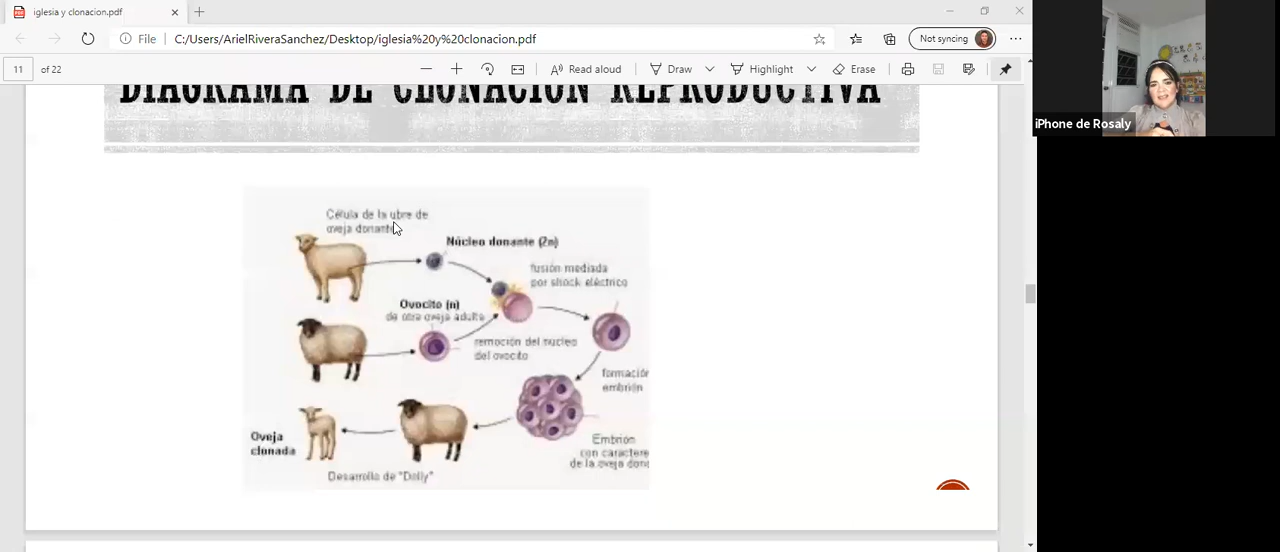 iglesia y clonacion.pdf
File
C:/Users/ArielRiveraSanchez/Desktop/iglesia%20y%20clonacion.pdf
Not syncing
11 of 22
Read aloud
Draw
Highlight
Erase
iPhone de Rosaly
DIAGRAMA DE CLONACION REPRODUCTIVA
Célula de la ubre de
oveja donante
Núcleo donante (2n)
fusión mediada
por shock eléctrico
Ovocito (n)
de otra oveja adulta
remoción del núcleo
del ovocito
formación
embrión
Embrión
con caracter
de la oveja don
Oveja
clonada
Desarrollo de "Dolly"